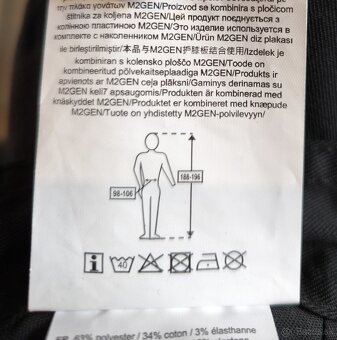 την πλάκα γονάτων M2GEN/Proizvod se kombinira s pločicom
štitnika za koljena M2GEN/Цей продукт поєднується з
колінною пластиною M2GEN/Это изделие используется в
комплекте с наколенником M2GEN/Ürün M2GEN diz plakası
ile birleştirilmiştir/本品与M2GEN护膝板结合使用/Izdelek je
kombiniran s kolensko ploščo M2GEN/Toode on
kombineeritud põlvekaitseplaadiga M2GEN/Produkts ir
apvienots ar M2GEN ceļa plāksni/Gaminys derinamas su
M2GEN kelių apsaugomis/Produkten är kombinerad med
knäskyddet M2GEN/Produktet er kombineret med knæpude
M2GEN/Tuote on yhdistetty M2GEN-polvilevyyn/
188-196
98-106
40
FR 63% polyester / 34% coton / 3% élasthanne